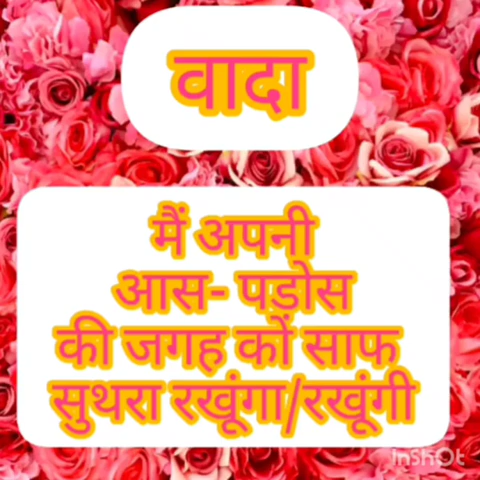 वादा
मैं अपनी
आस- पड़ोस
की जगह कों साफ
सुथरा रखूंगा/रखूंगी
InShOt